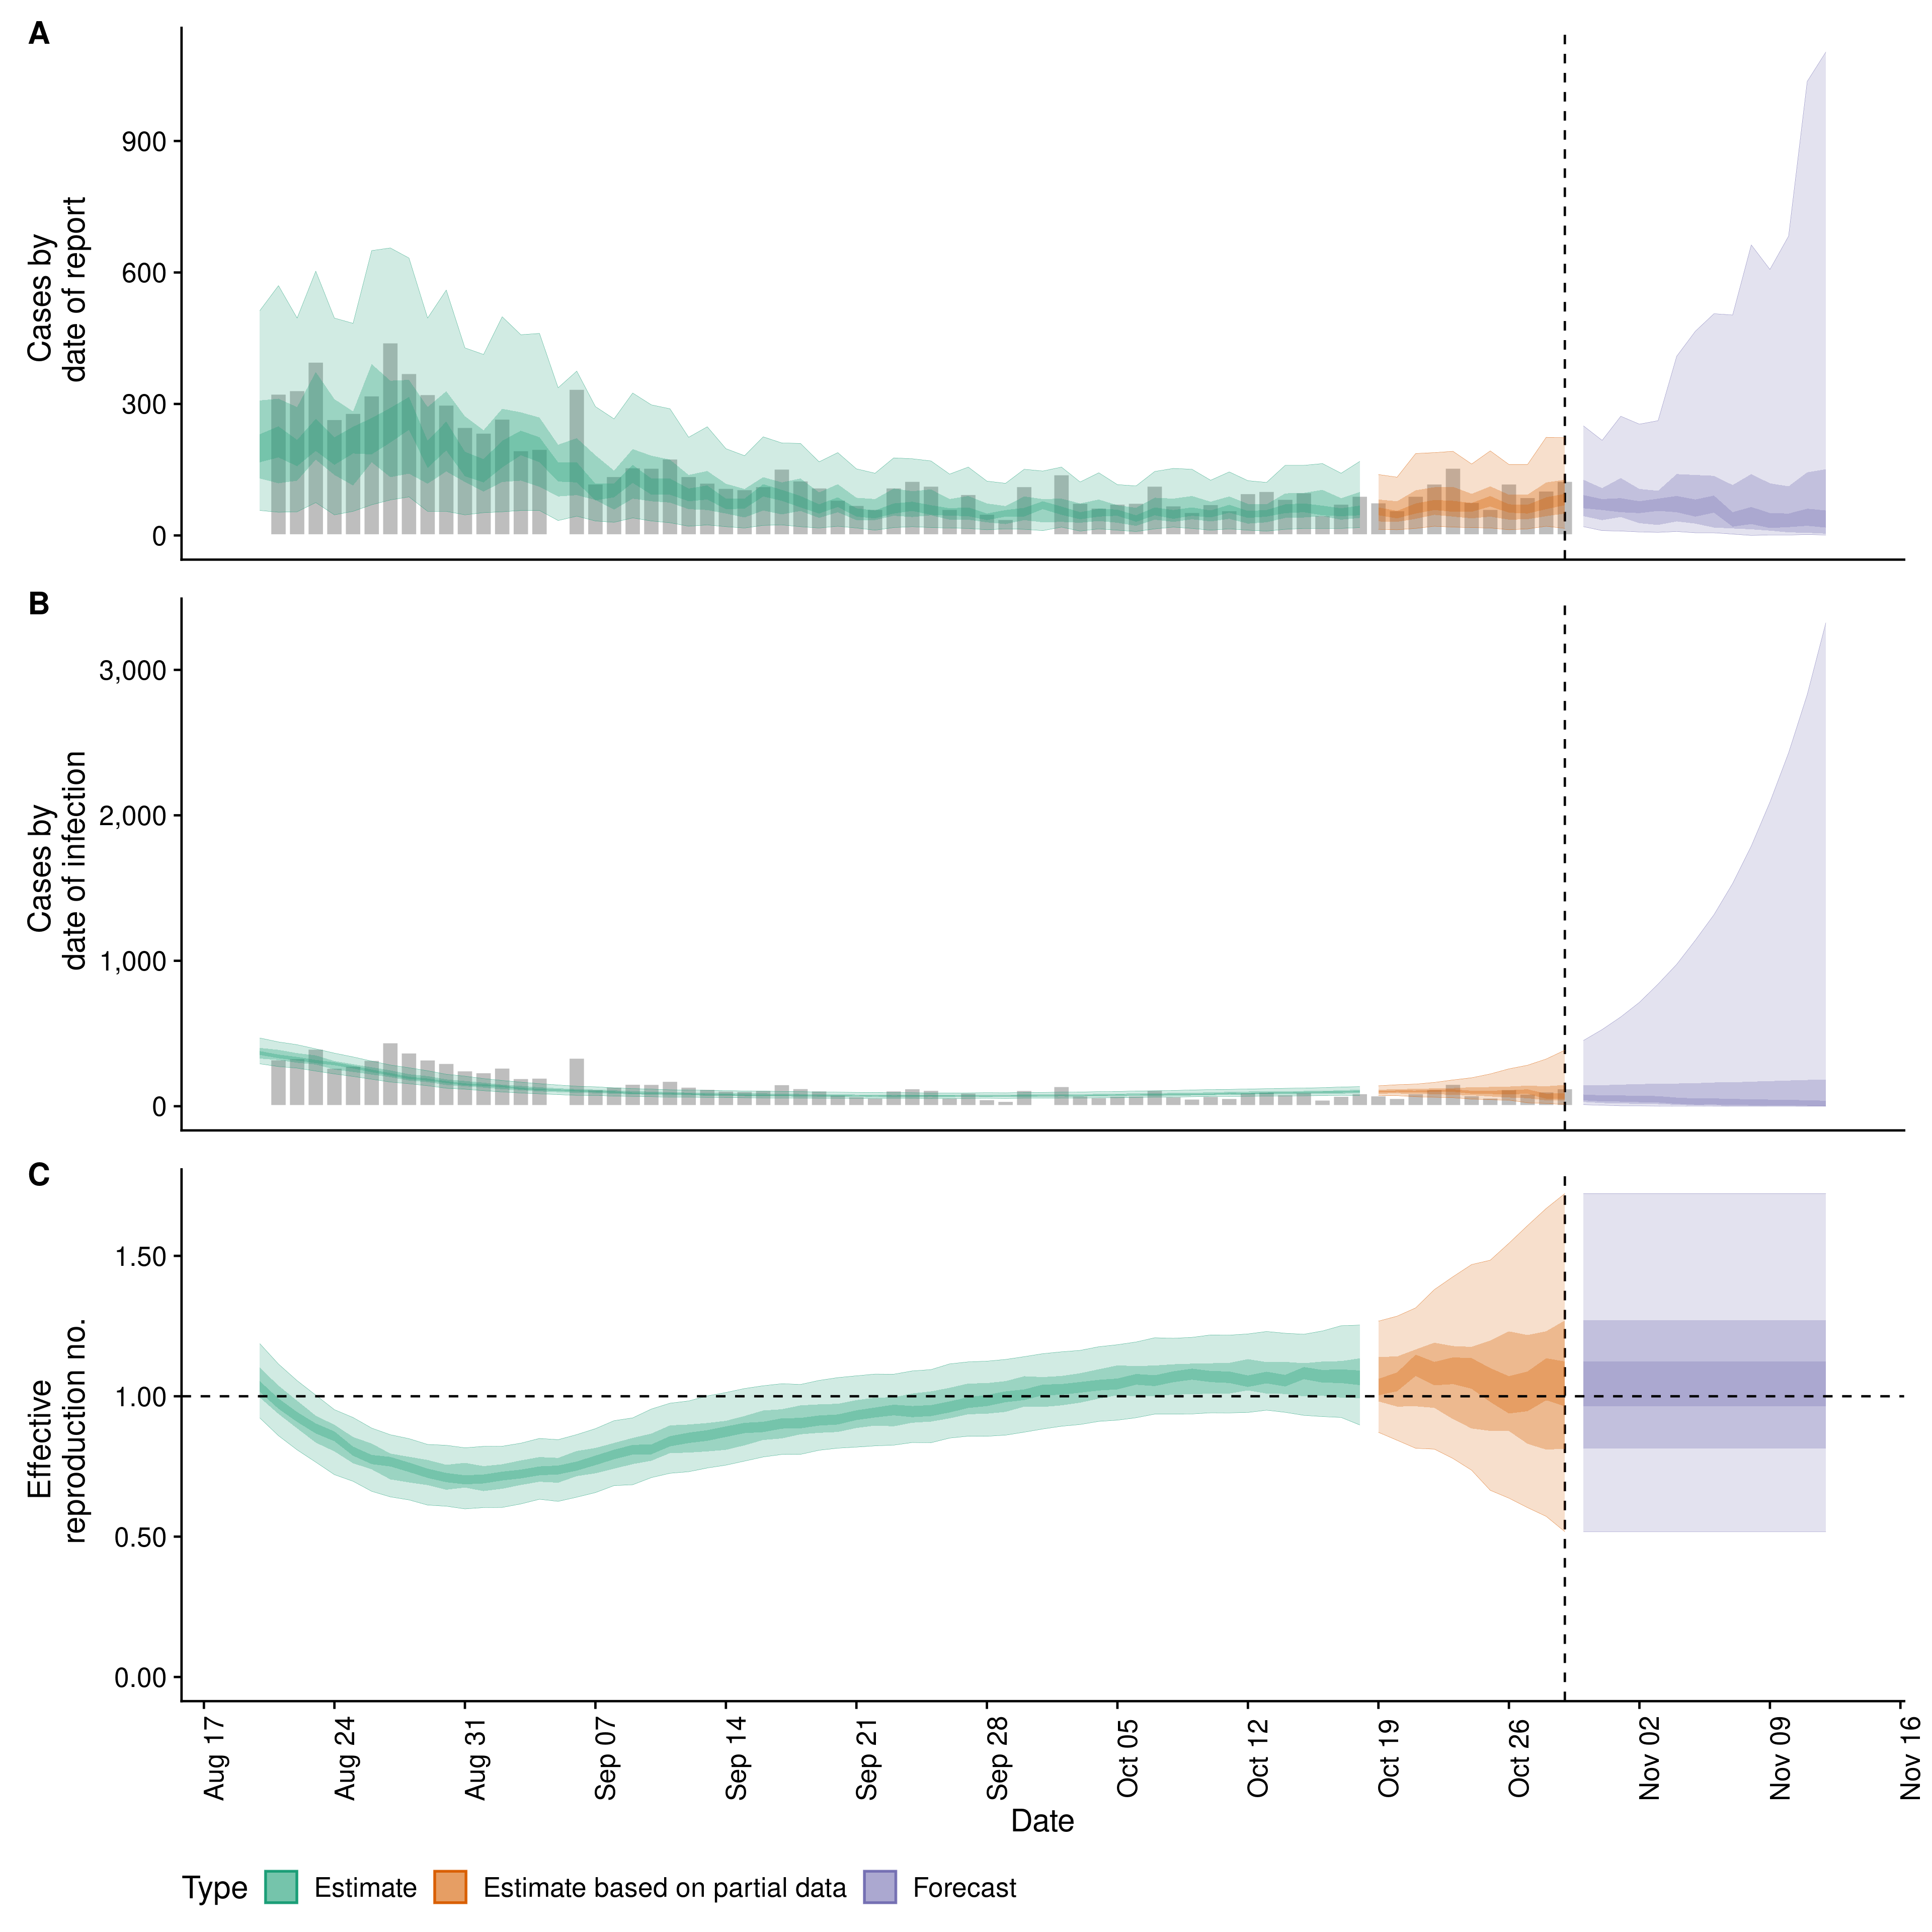 A
900
600
300
0
Cases by
date of report
B
3,000
2,000
1,000
0
Cases by
date of infection
C
1.50
1.00
0.50
0.00
Effective
reproduction no.
Aug 17
Aug 24
Aug 31
Sep 07
Sep 14
Sep 21
Sep 28
Oct 05
Oct 12
Oct 19
Oct 26
Nov 02
Nov 09
Nov 16
Date
Type Estimate Estimate based on partial data Forecast